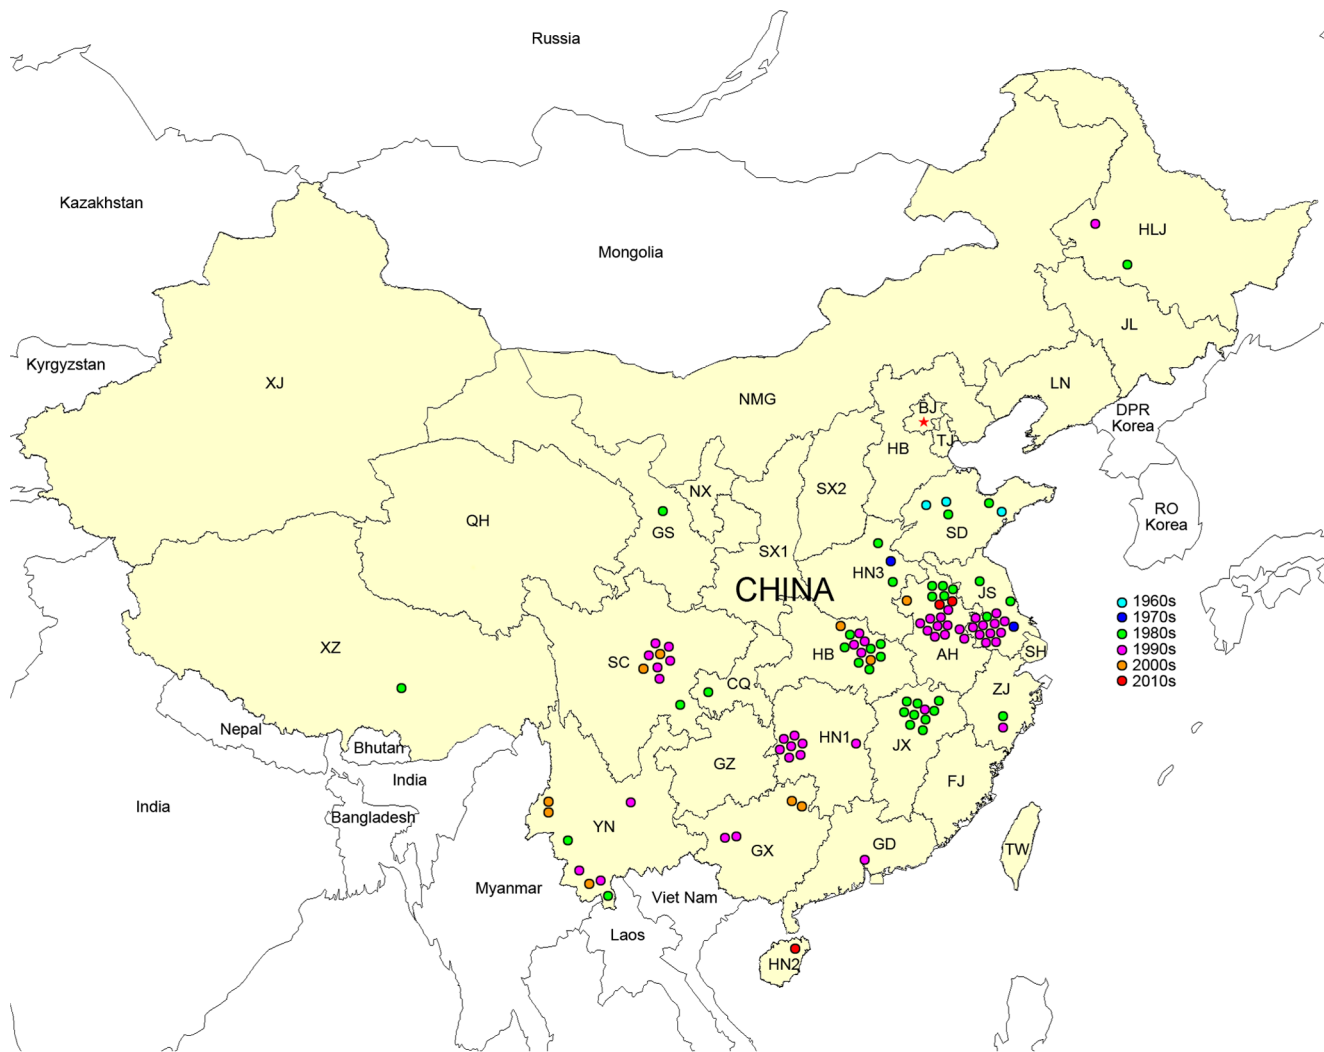 Russia
Kazakhstan
HLJ
Mongolia
JL
Kyrgyzstan
XJ
LN
NMG
BJ
DPR
Korea
TJ
HB
SX2
NX
RO
Korea
QH
GS
SD
SX1
HN3
CHINA
JS
1960s
1970s
1980s
1990s
2000s
2010s
XZ
SC
HB
AH
SH
CQ
ZJ
Nepal
HN1
Bhutan
JX
GZ
India
FJ
India
Bangladesh
YN
GX
GD
TW
Myanmar
Viet Nam
Laos
HN2